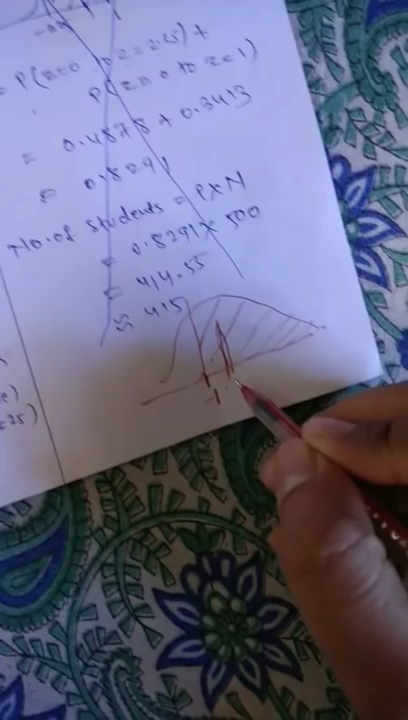 = P(z=0 to z=2.25) +
P(z=0 to z=1)
= 0.4878 + 0.3413
= 0.8291
No. of students = P×N
= 0.8291 × 500
= 414.55
≈ 415
-1